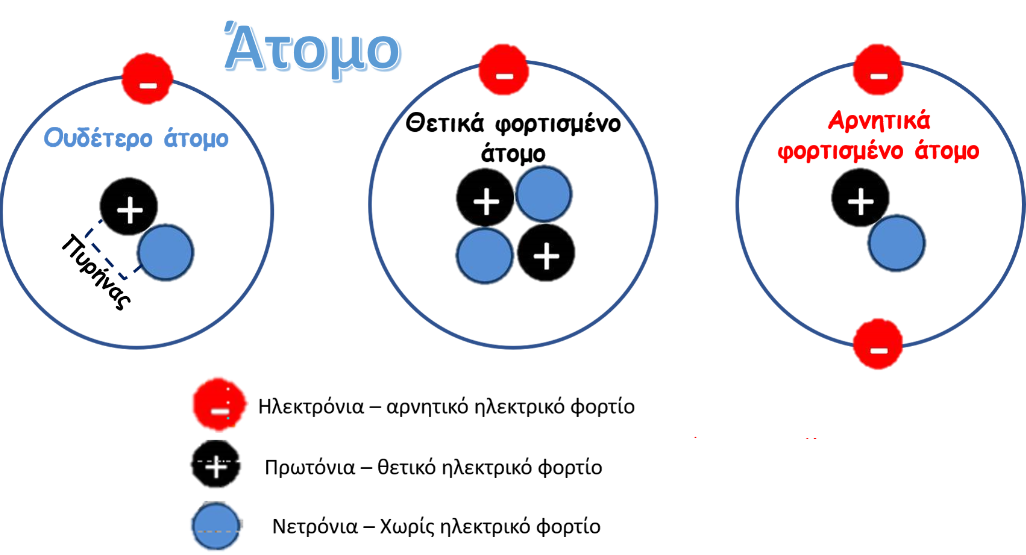 Άτομο
Ουδέτερο άτομο
Πυρήνας
Θετικά φορτισμένο
άτομο
Αρνητικά
φορτισμένο άτομο
Ηλεκτρόνια – αρνητικό ηλεκτρικό φορτίο
Πρωτόνια – θετικό ηλεκτρικό φορτίο
Νετρόνια – Χωρίς ηλεκτρικό φορτίο